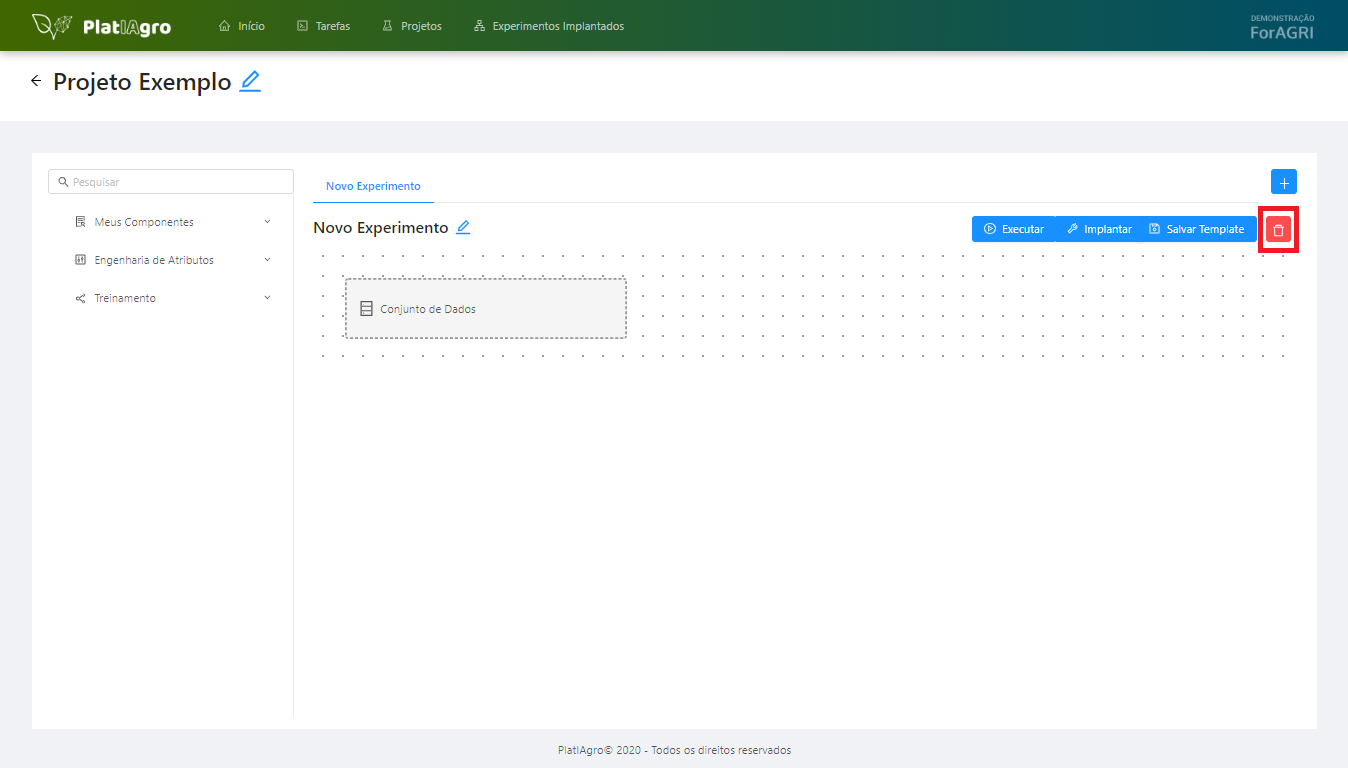 PlatIAgro Início Tarefas Projetos Experimentos Implantados
DEMONSTRAÇÃO
ForAGRI
Projeto Exemplo
Pesquisar
Novo Experimento
Meus Componentes
Engenharia de Atributos
Treinamento
Novo Experimento
Executar Implantar Salvar Template
Conjunto de Dados
PlatIAgro© 2020 - Todos os direitos reservados